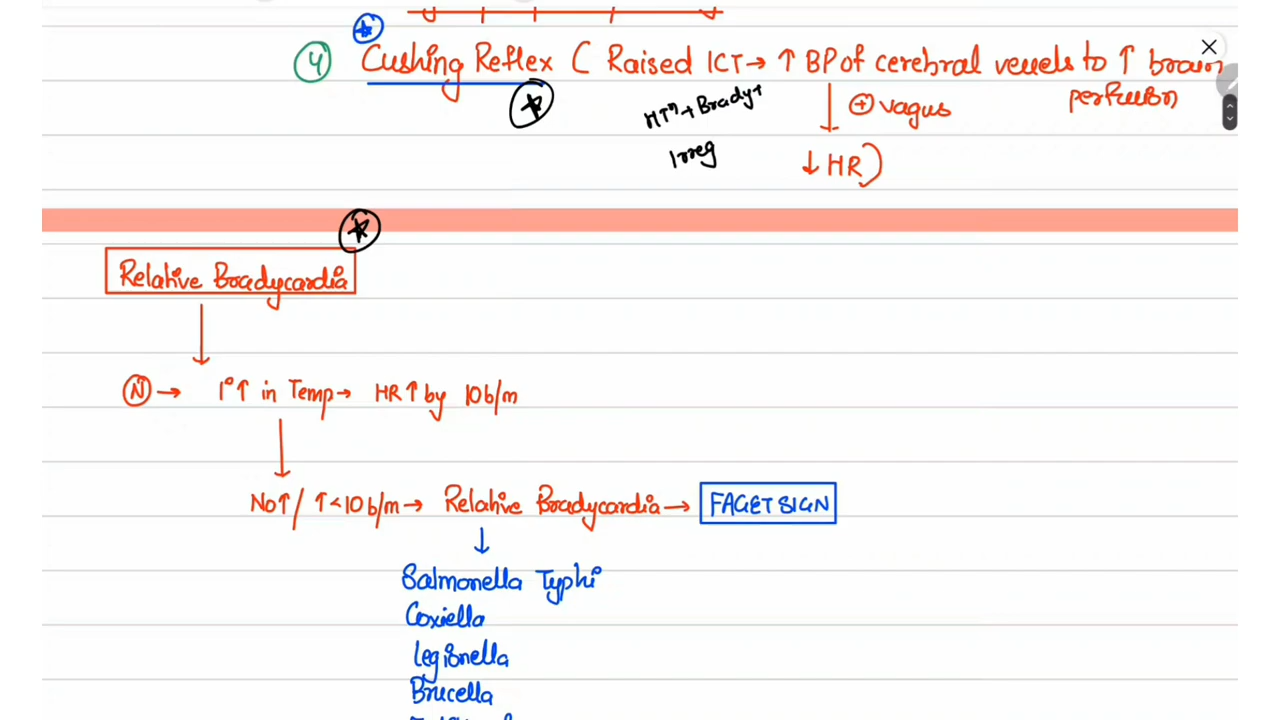 ④ Cushing Reflex ( Raised ICT → ↑ BP of cerebral vessels to ↑ brain
perfusion
HTⁿ + Brady +
↓ ⊕ vagus
Irreg
↓ HR )
Relative Bradycardia
Ⓝ → 1° ↑ in Temp → HR ↑ by 10 b/m
No ↑ / ↑ < 10 b/m → Relative Bradycardia → FAGET SIGN
Salmonella Typhi
Coxiella
Legionella
Brucella